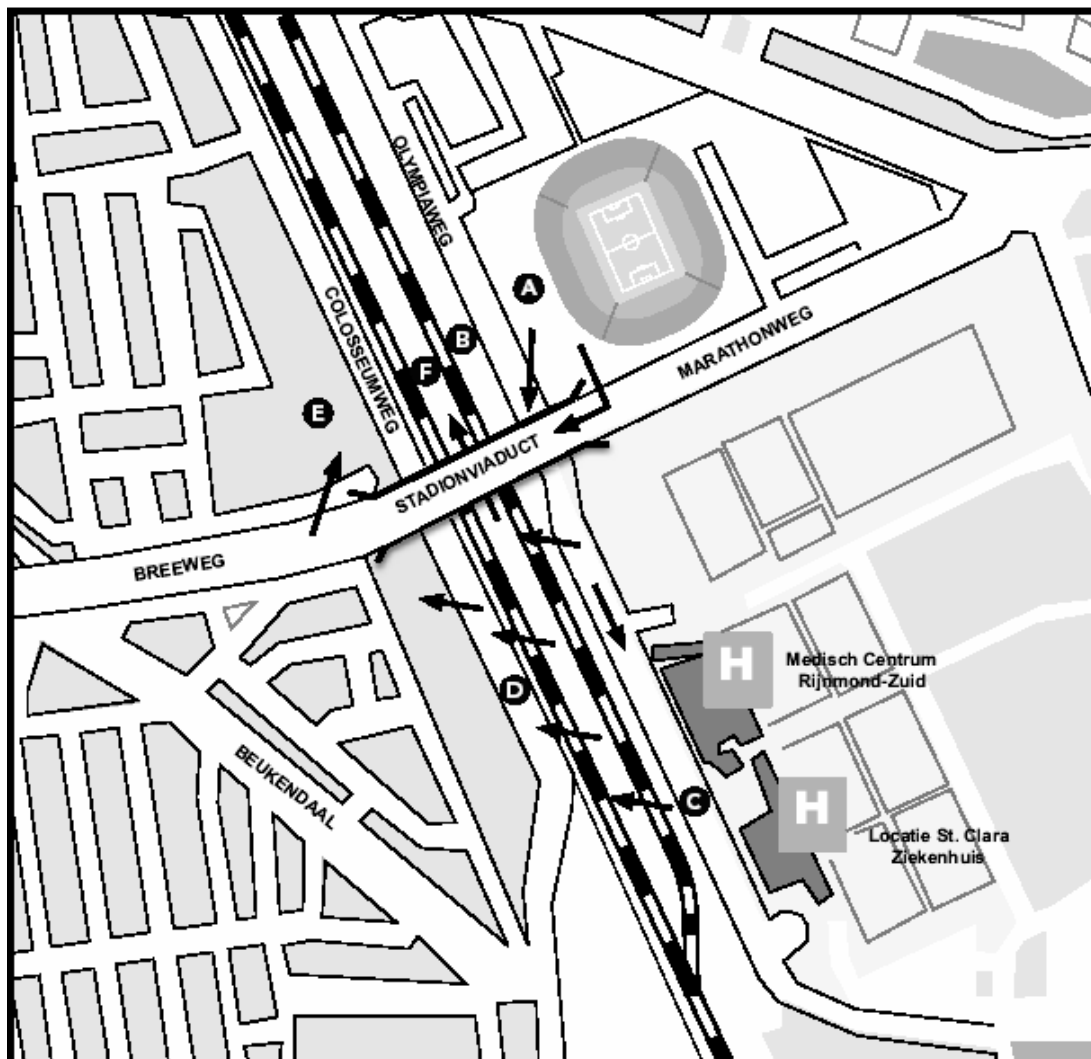 OLYMPIAWEG
COLOSSEUMWEG
A
B
F
E
MARATHONWEG
STADIONVIADUCT
BREEWEG
H
Medisch Centrum
Rijnmond-Zuid
D
BEUKENDAAL
C
H
Locatie St. Clara
Ziekenhuis